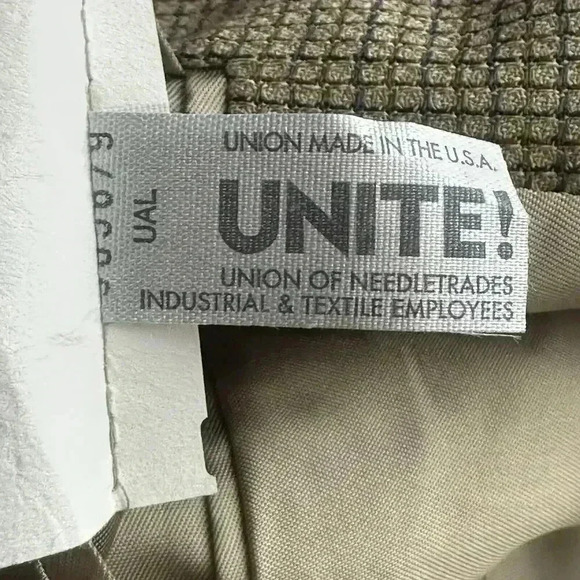 UNION MADE IN THE U.S.A.
UNITE!
UNION OF NEEDLETRADES
INDUSTRIAL & TEXTILE EMPLOYEES
UAL